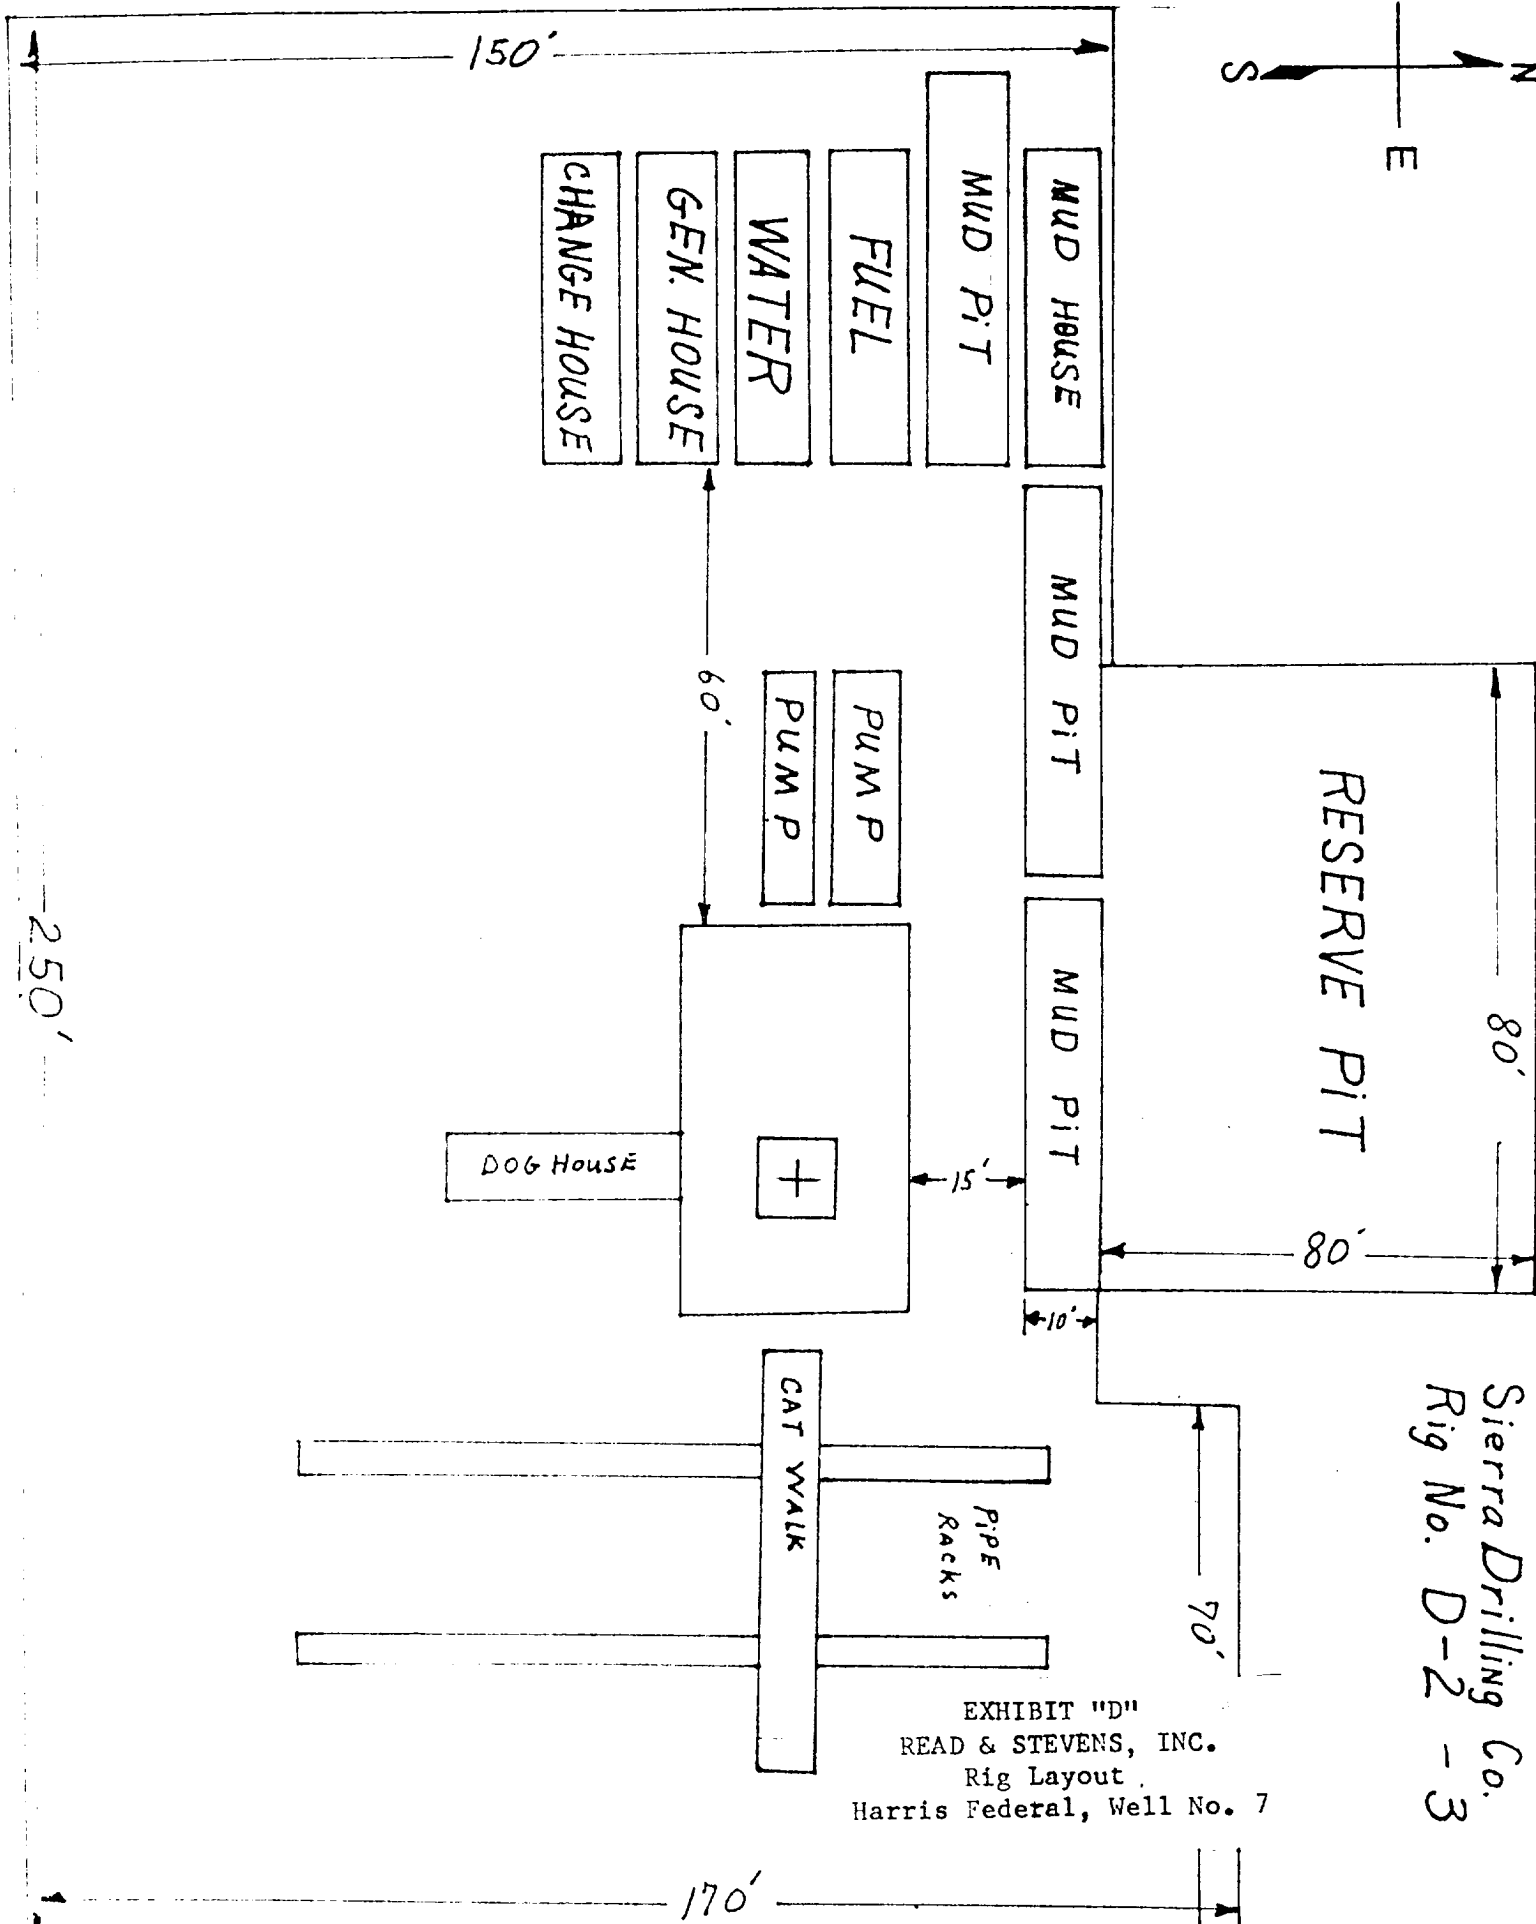 N
S
E
Sierra Drilling Co.
Rig No. D-2-3
150'
80'
RESERVE PiT
80'
MUD HOUSE
MUD PiT
MUD PiT
10'
MUD PiT
15'
70'
FUEL
PUMP
WATER
PUMP
GEN. HOUSE
60'
CHANGE HOUSE
DOG HOUSE
CAT WALK
PiPE
RACKS
250'
170'
EXHIBIT "D"
READ & STEVENS, INC.
Rig Layout
Harris Federal, Well No. 7